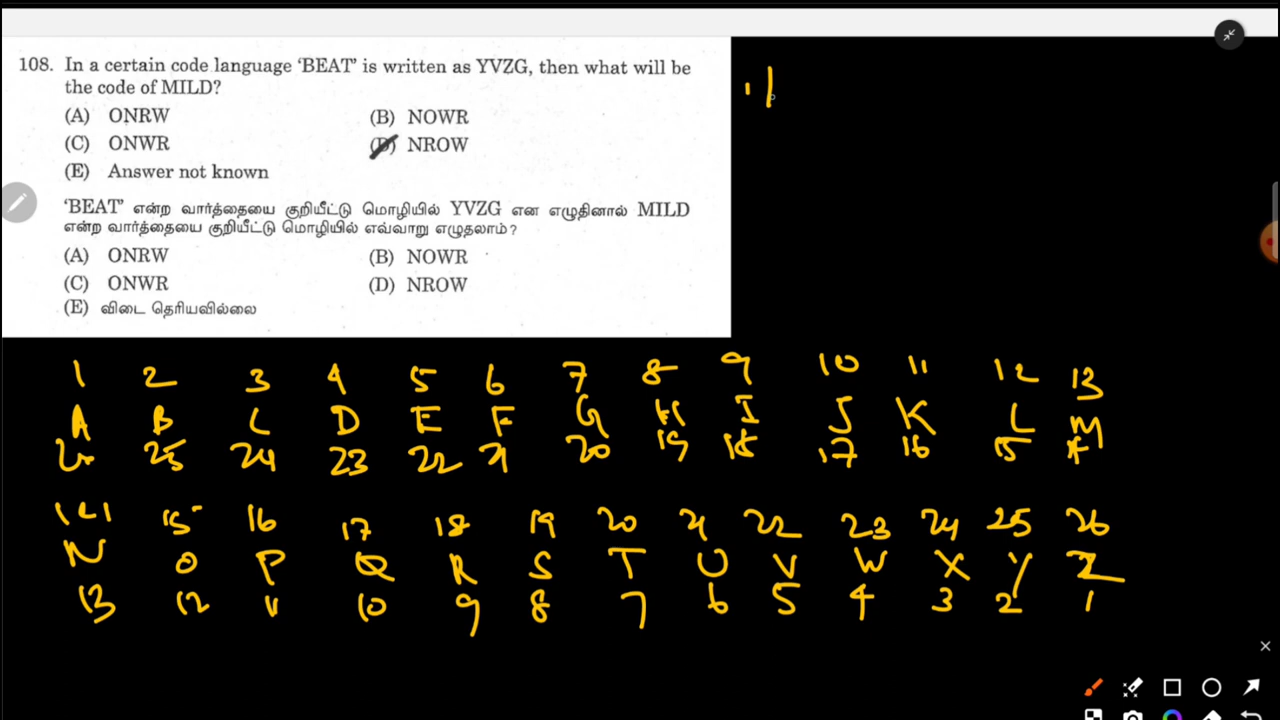 108. In a certain code language 'BEAT' is written as YVZG, then what will be
the code of MILD?
(A) ONRW (B) NOWR
(C) ONWR (D) NROW
(E) Answer not known
'BEAT' என்ற வார்த்தையை குறியீட்டு மொழியில் YVZG என எழுதினால் MILD
என்ற வார்த்தையை குறியீட்டு மொழியில் எவ்வாறு எழுதலாம்?
(A) ONRW (B) NOWR
(C) ONWR (D) NROW
(E) விடை தெரியவில்லை
1 2 3 4 5 6 7 8 9 10 11 12 13
A B C D E F G H I J K L M
25 24 23 22 21 20 19 18 17 16 15
14 15 16 17 18 19 20 21 22 23 24 25 26
N O P Q R S T U V W X Y Z
13 12 11 10 9 8 7 6 5 4 3 2 1